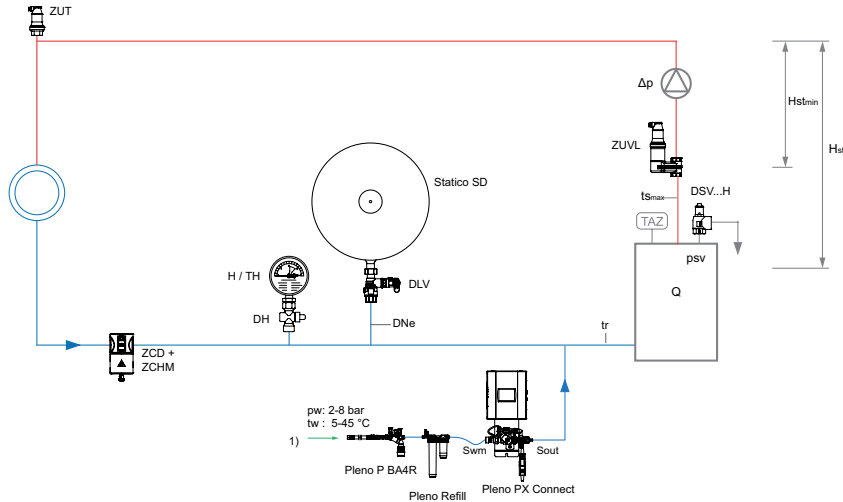 ZUT
Δp
Hstmin
Hst
ZUVL
Statico SD
DSV...H
tsmax
TAZ
psv
H / TH
DLV
Q
DH
DNe
tr
ZCD +
ZCHM
pw: 2-8 bar
tw : 5-45 °C
1)
Swm
Sout
Pleno P BA4R
Pleno Refill
Pleno PX Connect